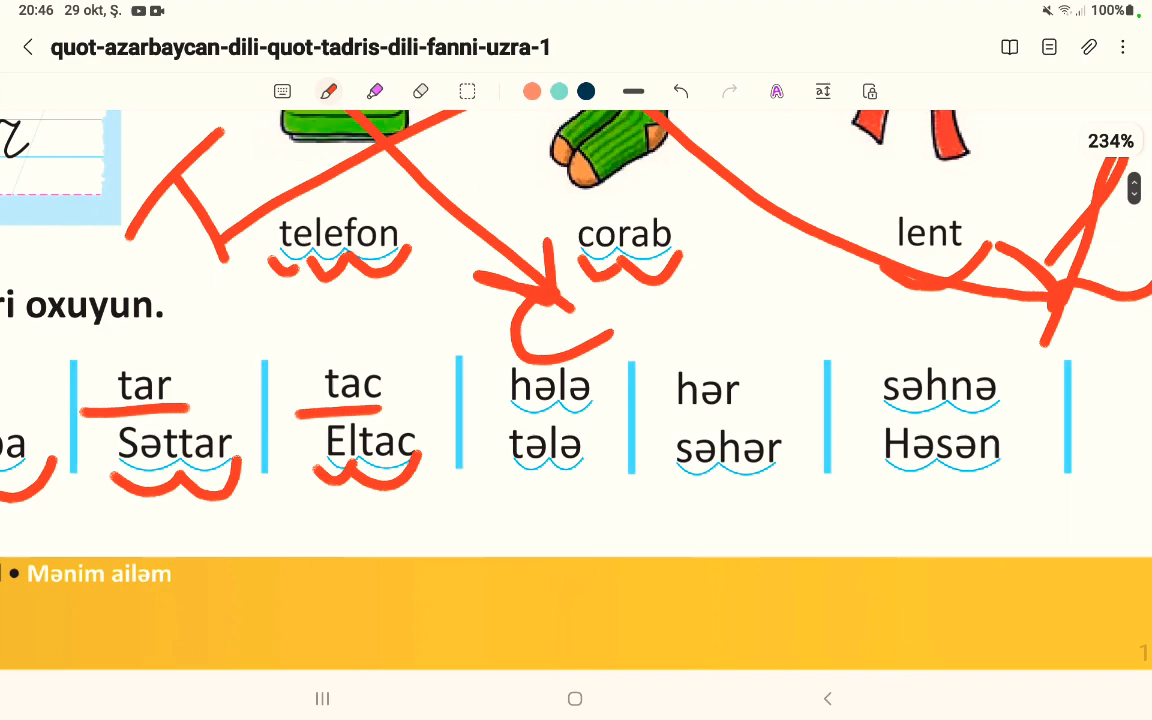 20:46 29 okt, Ş. 100%
quot-azarbaycan-dili-quot-tadris-dili-fanni-uzra-1
234%
telefon corab lent
ri oxuyun.
tar tac hələ hər səhnə
Səttar Eltac tələ səhər Həsən
• Mənim ailəm
1